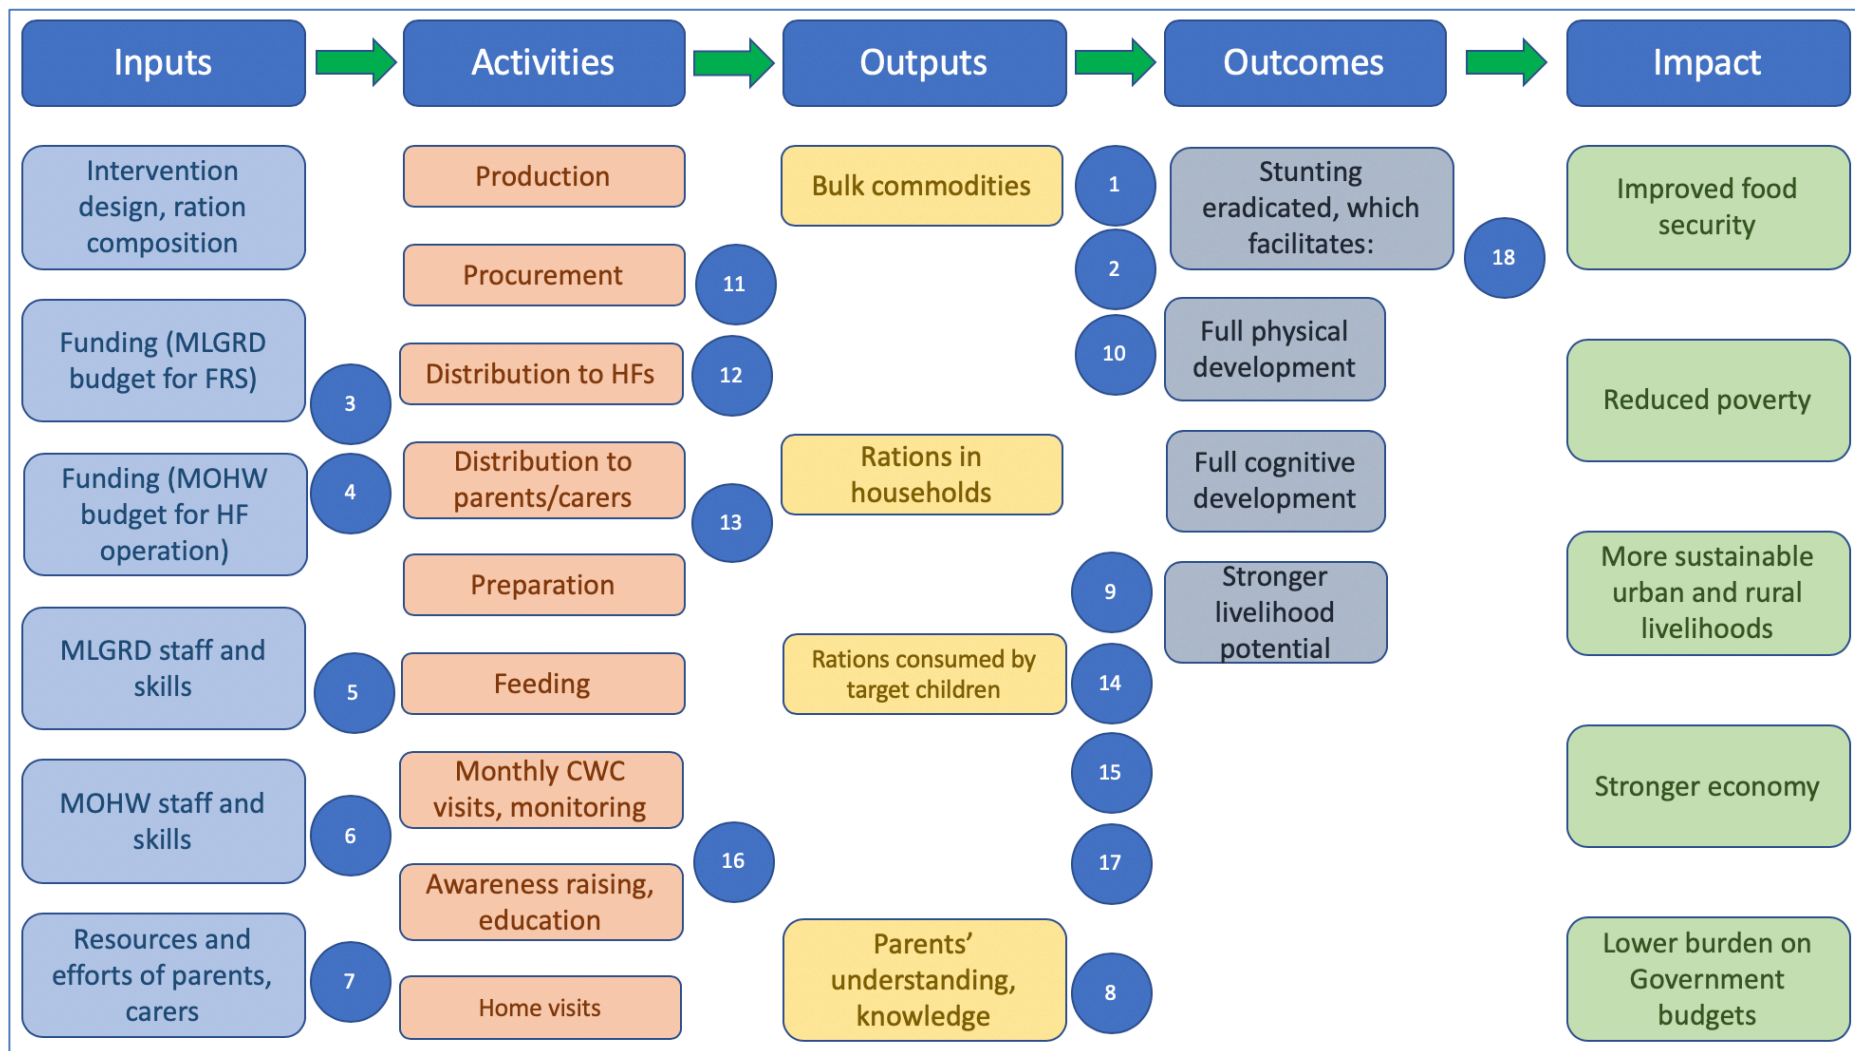 Inputs
Activities
Outputs
Outcomes
Impact
Intervention
design, ration
composition
Funding (MLGRD
budget for FRS)
Funding (MOHW
budget for HF
operation)
MLGRD staff and
skills
MOHW staff and
skills
Resources and
efforts of parents,
carers
3
4
5
6
7
Production
Procurement
Distribution to HFs
Distribution to
parents/carers
Preparation
Feeding
Monthly CWC
visits, monitoring
Awareness raising,
education
Home visits
11
12
13
16
Bulk commodities
Rations in
households
Rations consumed by
target children
Parents’
understanding,
knowledge
1
2
10
9
14
15
17
8
Stunting
eradicated, which
facilitates:
Full physical
development
Full cognitive
development
Stronger
livelihood
potential
18
Improved food
security
Reduced poverty
More sustainable
urban and rural
livelihoods
Stronger economy
Lower burden on
Government
budgets